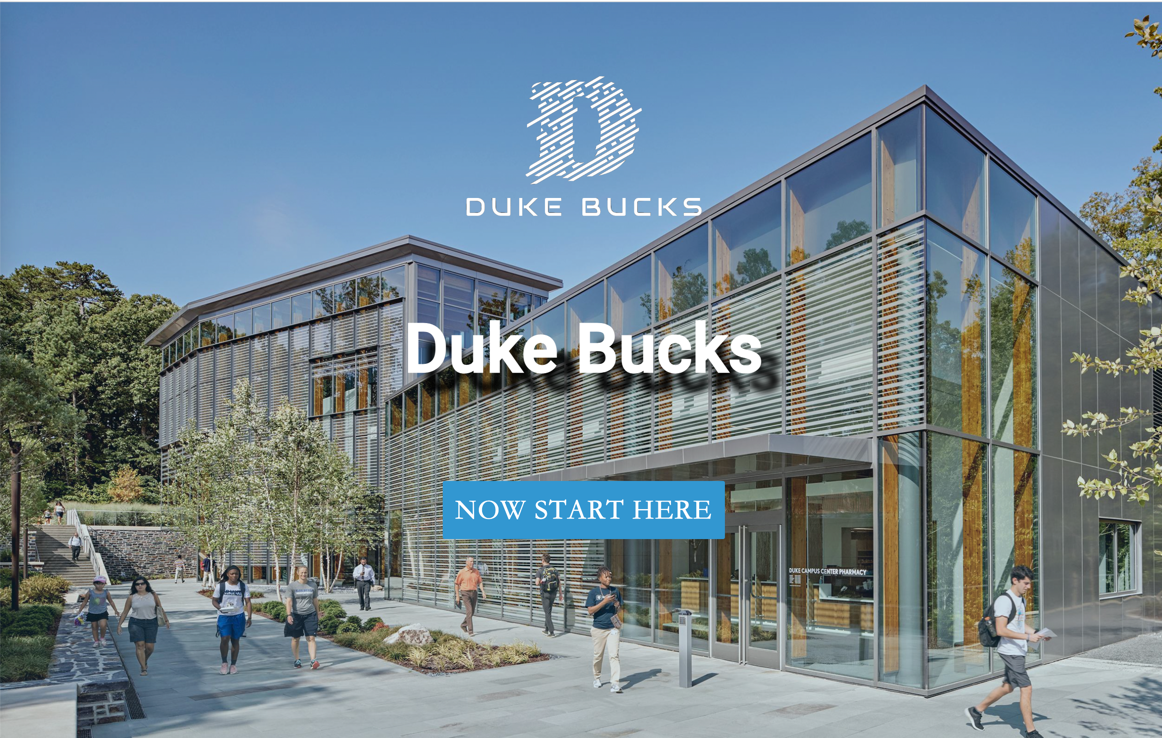 DUKE BUCKS
Duke Bucks
NOW START HERE
DUKE CAMPUS CENTER PHARMACY